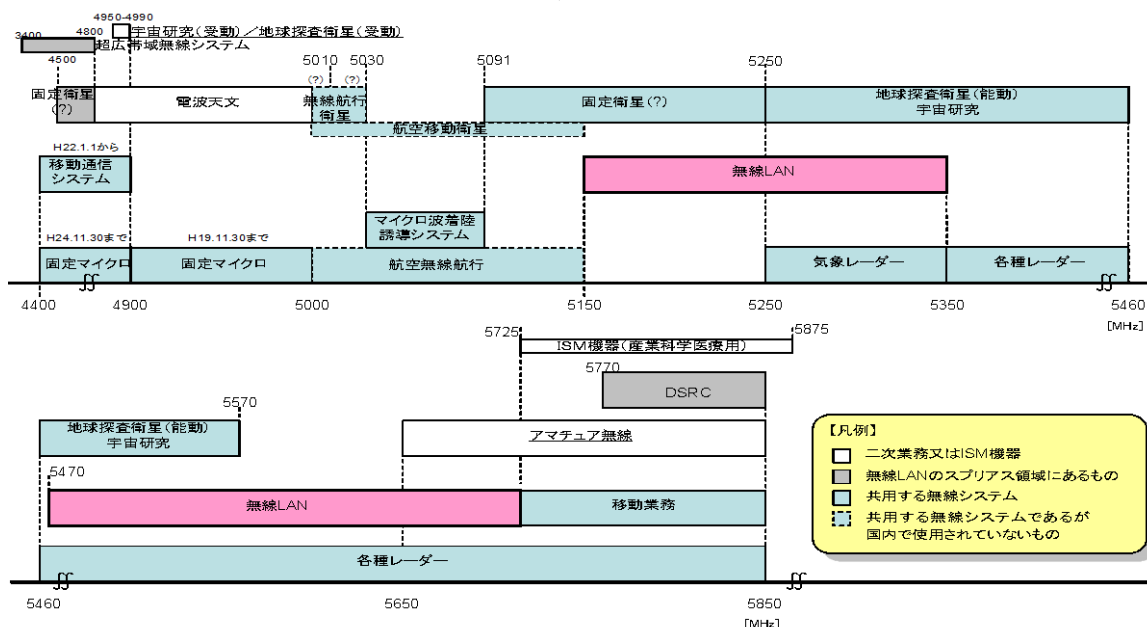 4950-4990
宇宙研究(受動)/地球探査衛星(受動)
3400
4800
超広帯域無線システム
4500
5010
5030
5091
5250
(?)
(?)
固定衛星
(?)
電波天文
無線航行
衛星
固定衛星(?)
地球探査衛星(能動)
宇宙研究
航空移動衛星
H22.1.1から
移動通信
システム
無線LAN
マイクロ波着陸
誘導システム
H24.11.30まで
H19.11.30まで
固定マイクロ
固定マイクロ
航空無線航行
気象レーダー
各種レーダー
4400
4900
5000
5150
5250
5350
5460
[MHz]
5725
5875
ISM機器(産業科学医療用)
5770
DSRC
5570
地球探査衛星(能動)
宇宙研究
アマチュア無線
5470
無線LAN
移動業務
各種レーダー
5460
5650
5850
[MHz]
【凡例】
二次業務又はISM機器
無線LANのスプリアス領域にあるもの
共用する無線システム
共用する無線システムであるが
国内で使用されていないもの